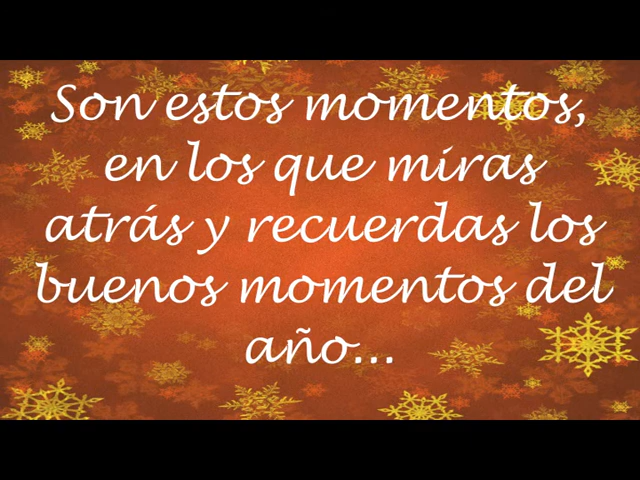 Son estos momentos,
en los que miras
atrás y recuerdas los
buenos momentos del
año...